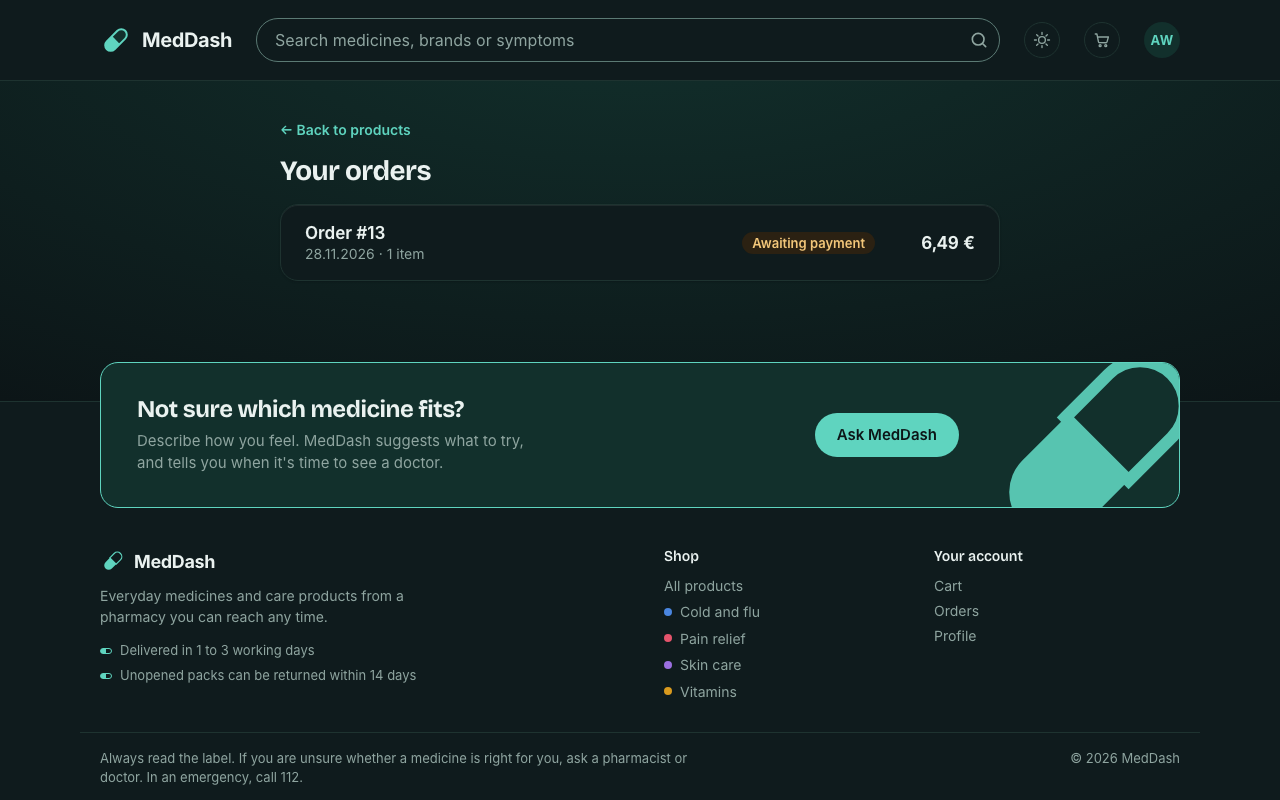 MedDash
Search medicines, brands or symptoms
AW
← Back to products
Your orders
Order #13
28.11.2026 · 1 item
Awaiting payment
6,49 €
Not sure which medicine fits?
Describe how you feel. MedDash suggests what to try,
and tells you when it's time to see a doctor.
Ask MedDash
MedDash
Everyday medicines and care products from a
pharmacy you can reach any time.
Delivered in 1 to 3 working days
Unopened packs can be returned within 14 days
Shop
All products
Cold and flu
Pain relief
Skin care
Vitamins
Your account
Cart
Orders
Profile
Always read the label. If you are unsure whether a medicine is right for you, ask a pharmacist or
doctor. In an emergency, call 112.
© 2026 MedDash